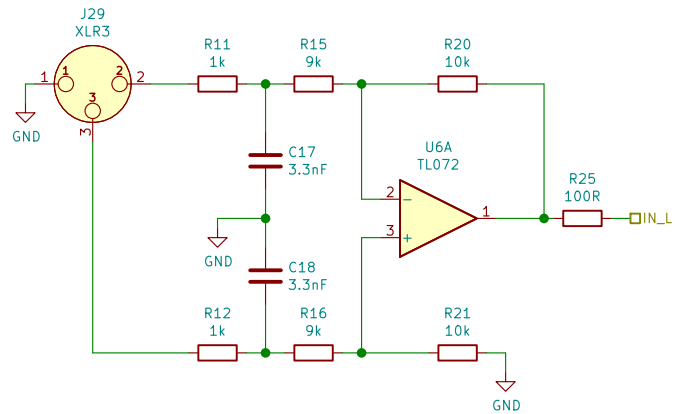 J29
XLR3
1
1
2
2
3
3
GND
R11
1k
R15
9k
R20
10k
C17
3.3nF
U6A
TL072
2
−
3
+
1
R25
100R
IN_L
GND
C18
3.3nF
R12
1k
R16
9k
R21
10k
GND